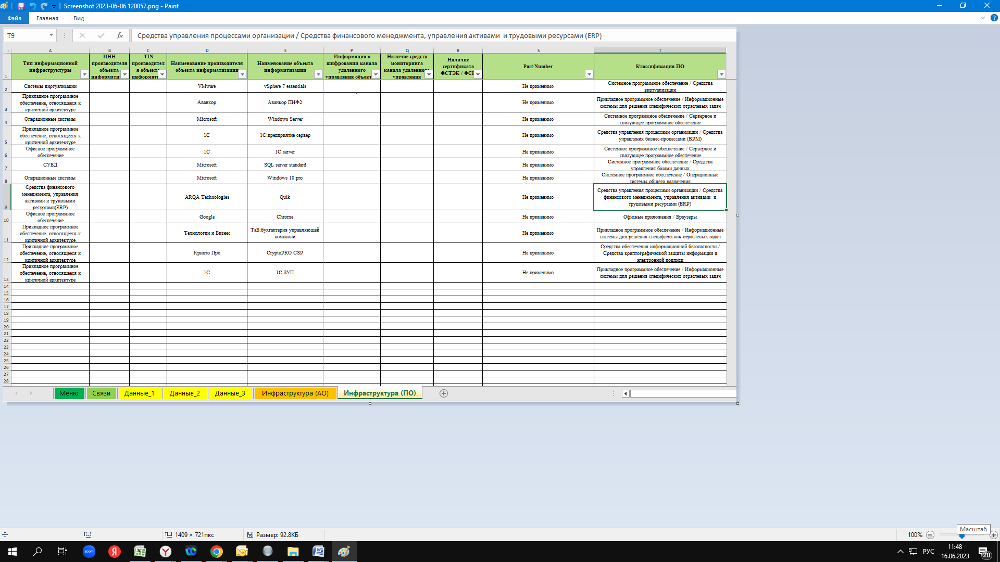 Screenshot 2023-06-06 120057.png - Paint
Файл Главная Вид
T9 fx Средства управления процессами организации / Средства финансового менеджмента, управления активами  и трудовыми ресурсами (ERP)
A B C D E P Q R S T
1
Тип информационной
инфраструктуры
ИНН
производителя
объекта
информатиз
TIN
производител
я объекта
информати
Наименование производителя
объекта информатизации
Наименование объекта
информатизации
Информация о
шифровании канала
удаленного
управления объект
Наличие средств
мониторинга
канала удаленного
управления
Наличие
сертификата
ФСТЭК / ФСБ
Part-Number
Классификация ПО
2
Системы виртуализации
VMware
vSphere 7 essentials
Не применимо
Системное программное обеспечение / Средства
виртуализации
3
Прикладное программное
обеспечение, относящееся к
критичной архитектуре
Аванкор
Аванкор ПИФ2
Не применимо
Прикладное программное обеспечение / Информационные
системы для решения специфических отраслевых задач
4
Операционные системы
Microsoft
Windows Server
Не применимо
Системное программное обеспечение / Серверное и
связующее программное обеспечение
5
Прикладное программное
обеспечение, относящееся к
критичной архитектуре
1С
1С:предприятие сервер
Не применимо
Средства управления процессами организации / Средства
управления бизнес-процессами (BPM)
6
Офисное программное
обеспечение
1С
1С server
Не применимо
Системное программное обеспечение / Серверное и
связующее программное обеспечение
7
СУБД
Microsoft
SQL server standard
Не применимо
Системное программное обеспечение / Средства
управления базами данных
8
Операционные системы
Microsoft
Windows 10 pro
Не применимо
Системное программное обеспечение / Операционные
системы общего назначения
9
Средства финансового
менеджмента, управления
активами и трудовыми
ресурсами(ERP)
ARQA Technologies
Quik
Не применимо
Средства управления процессами организации / Средства
финансового менеджмента, управления активами  и
трудовыми ресурсами (ERP)
10
Офисное программное
обеспечение
Google
Chrome
Не применимо
Офисные приложения / Браузеры
11
Прикладное программное
обеспечение, относящееся к
критичной архитектуре
Технологии и Бизнес
ТаБ:бухгалтерия управляющей
компании
Не применимо
Прикладное программное обеспечение / Информационные
системы для решения специфических отраслевых задач
12
Прикладное программное
обеспечение, относящееся к
критичной архитектуре
Крипто Про
CryptoPRO CSP
Не применимо
Средства обеспечения информационной безопасности /
Средства криптографической защиты информации и
электронной подписи
13
Прикладное программное
обеспечение, относящееся к
критичной архитектуре
1С
1С ЗУП
Не применимо
Прикладное программное обеспечение / Информационные
системы для решения специфических отраслевых задач
14
15
16
17
18
19
20
21
22
23
24
25
26
27
28
Меню Связи Данные_1 Данные_2 Данные_3 Инфраструктура (АО) Инфраструктура (ПО)
Масштаб
1409 × 721пкс Размер: 92.8КБ 100%
zoom Я РУС 11:48
16.06.2023
20